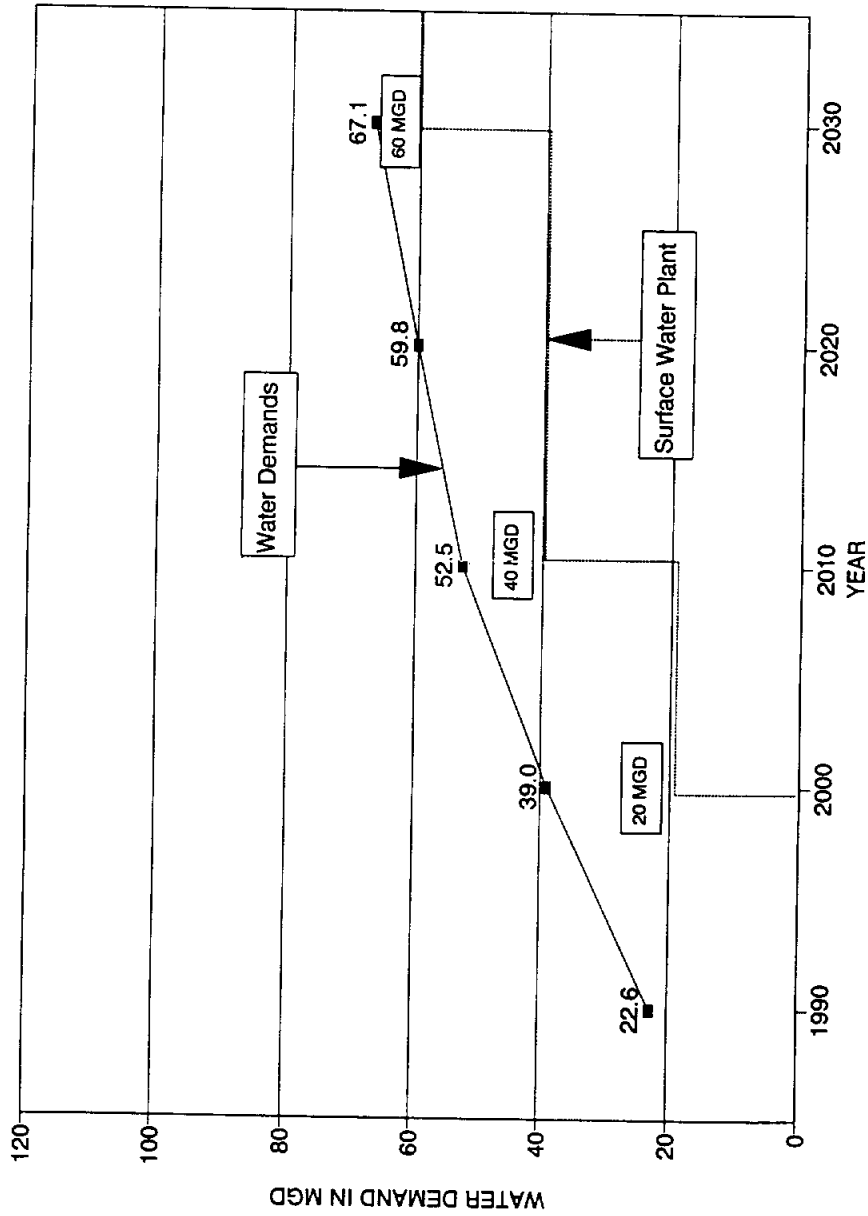 WATER DEMAND IN MGD
120
100
80
60
40
20
0
1990
2000
2010
2020
2030
YEAR
22.6
39.0
52.5
59.8
67.1
Water Demands
Surface Water Plant
20 MGD
40 MGD
60 MGD